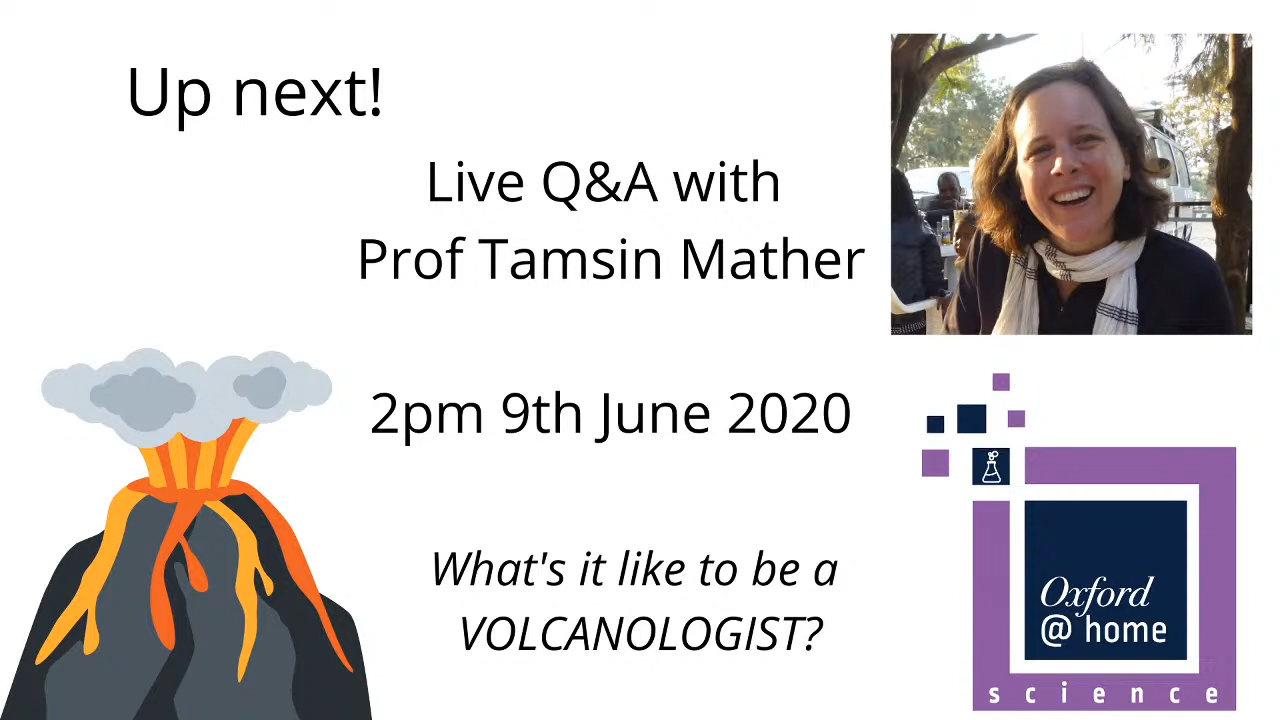 Up next!
Live Q&A with
Prof Tamsin Mather
2pm 9th June 2020
What's it like to be a
VOLCANOLOGIST?
Oxford
@ home
science